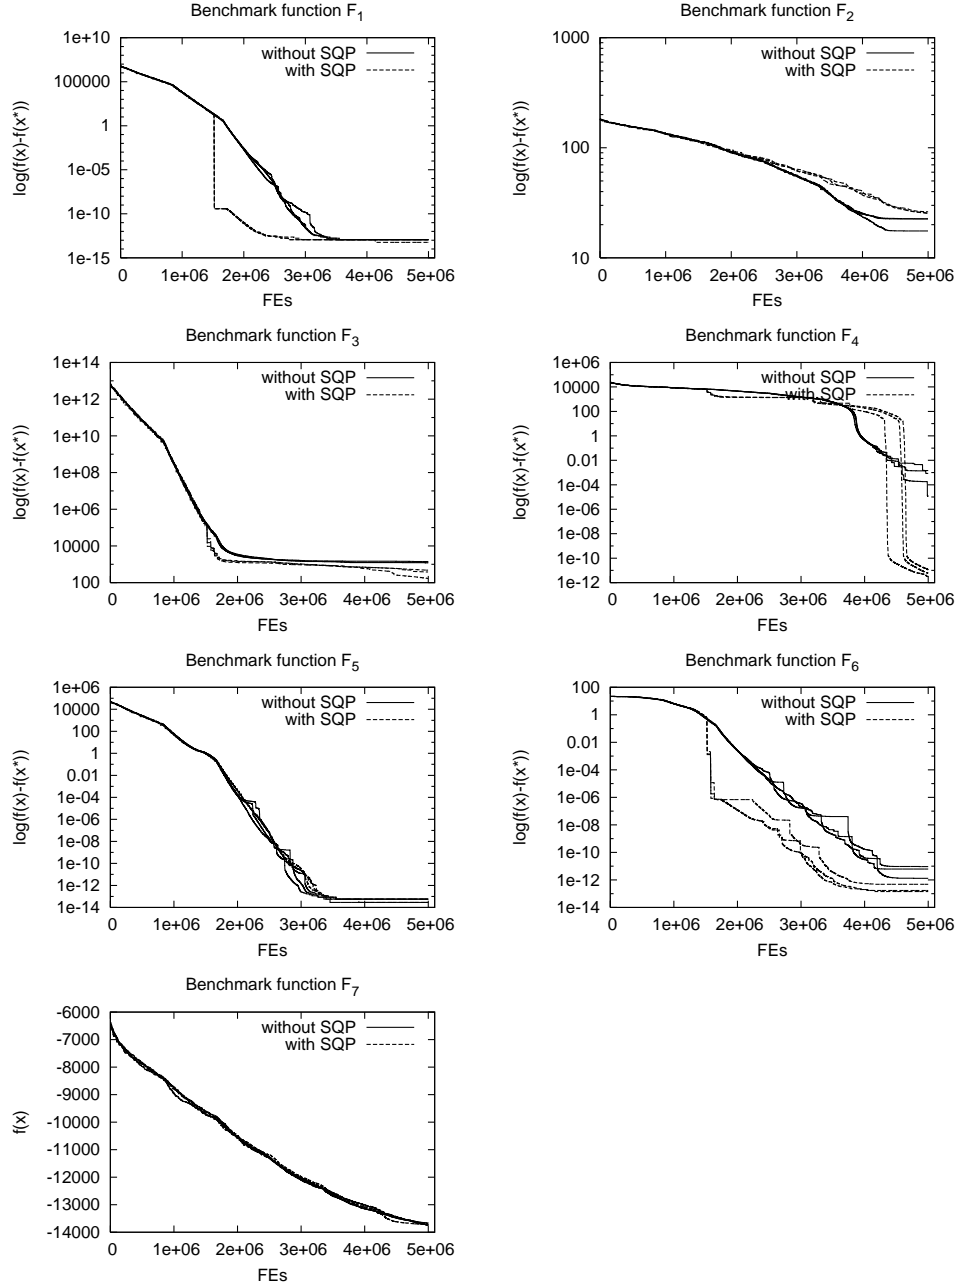 Benchmark function F1
1e+10
100000
1
1e-05
1e-10
1e-15
log(f(x)-f(x*))
without SQP
with SQP
0 1e+06 2e+06 3e+06 4e+06 5e+06
FEs
Benchmark function F2
1000
100
10
log(f(x)-f(x*))
without SQP
with SQP
0 1e+06 2e+06 3e+06 4e+06 5e+06
FEs
Benchmark function F3
1e+14
1e+12
1e+10
1e+08
1e+06
10000
100
log(f(x)-f(x*))
without SQP
with SQP
0 1e+06 2e+06 3e+06 4e+06 5e+06
FEs
Benchmark function F4
1e+06
10000
100
1
0.01
1e-04
1e-06
1e-08
1e-10
1e-12
log(f(x)-f(x*))
without SQP
with SQP
0 1e+06 2e+06 3e+06 4e+06 5e+06
FEs
Benchmark function F5
1e+06
10000
100
1
0.01
1e-04
1e-06
1e-08
1e-10
1e-12
1e-14
log(f(x)-f(x*))
without SQP
with SQP
0 1e+06 2e+06 3e+06 4e+06 5e+06
FEs
Benchmark function F6
100
1
0.01
1e-04
1e-06
1e-08
1e-10
1e-12
1e-14
log(f(x)-f(x*))
without SQP
with SQP
0 1e+06 2e+06 3e+06 4e+06 5e+06
FEs
Benchmark function F7
-6000
-7000
-8000
-9000
-10000
-11000
-12000
-13000
-14000
f(x)
without SQP
with SQP
0 1e+06 2e+06 3e+06 4e+06 5e+06
FEs